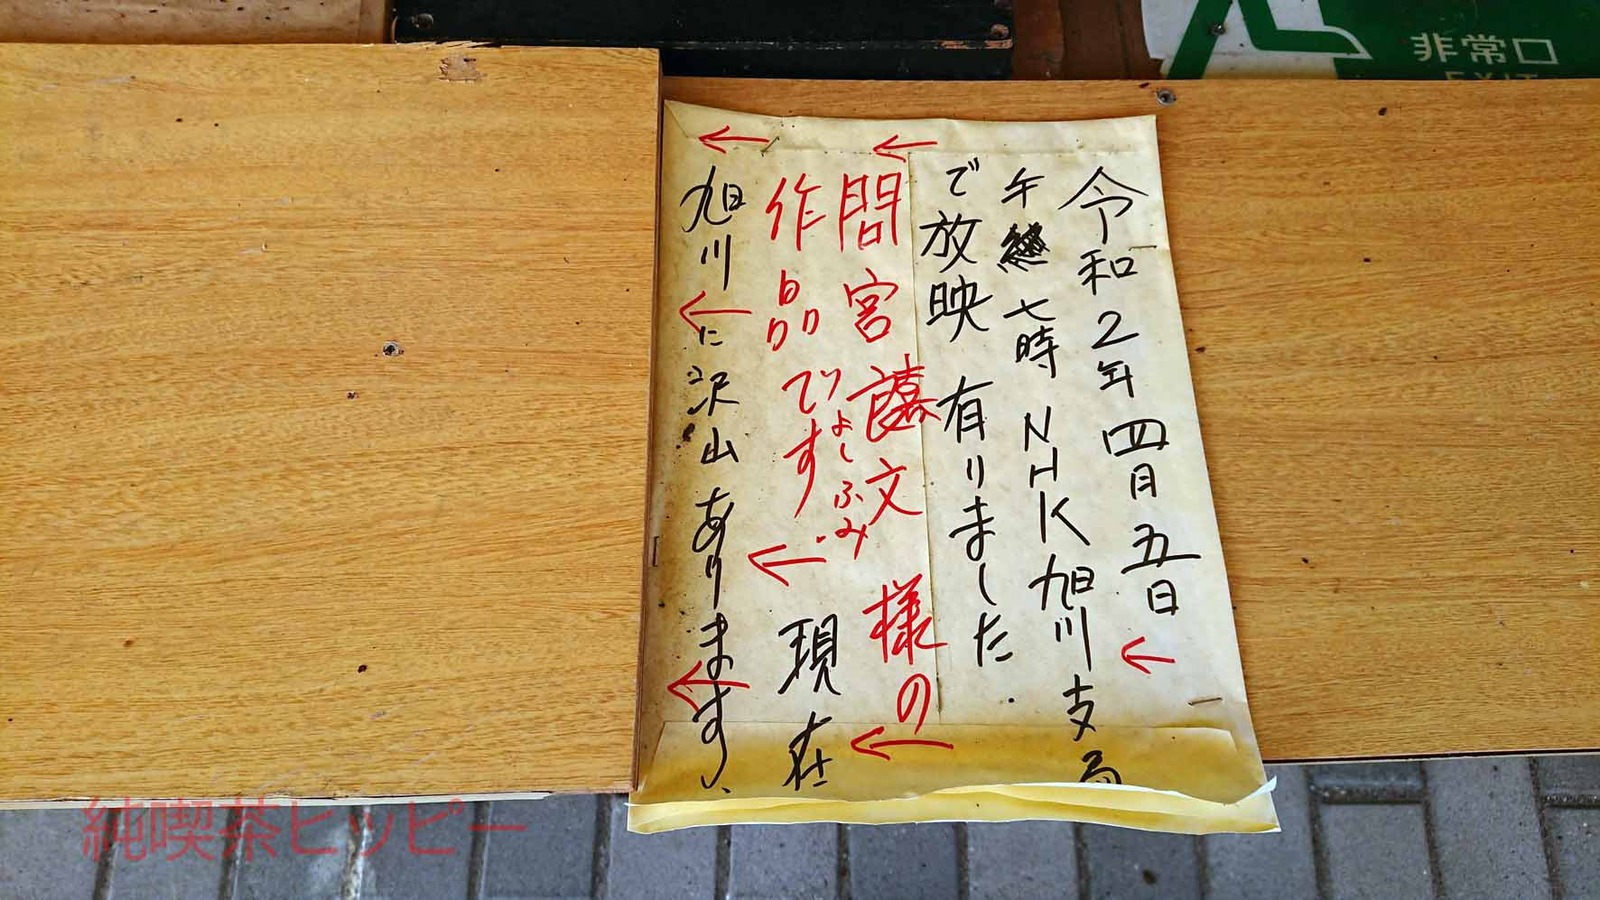 非常口
EXIT
令和2年四月五日
午 七時 NHK旭川支局
で放映有りました.
間宮 文様の
よしふみ
作品です. 現在
旭川に沢山あります、
純喫茶ヒッピー